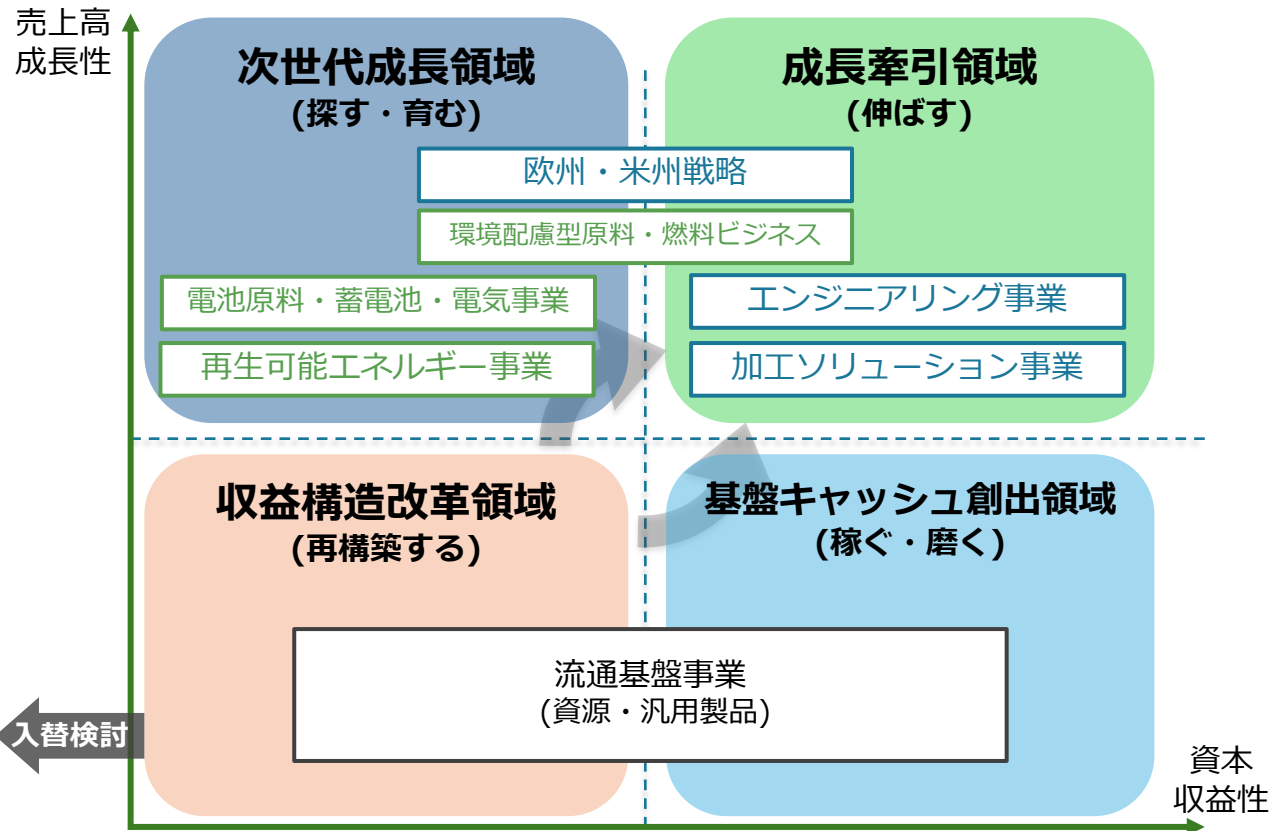 売上高
成長性
次世代成長領域
(探す・育む)
成長牽引領域
(伸ばす)
欧州・米州戦略
環境配慮型原料・燃料ビジネス
電池原料・蓄電池・電気事業
エンジニアリング事業
再生可能エネルギー事業
加工ソリューション事業
収益構造改革領域
(再構築する)
基盤キャッシュ創出領域
(稼ぐ・磨く)
流通基盤事業
(資源・汎用製品)
入替検討
資本
収益性